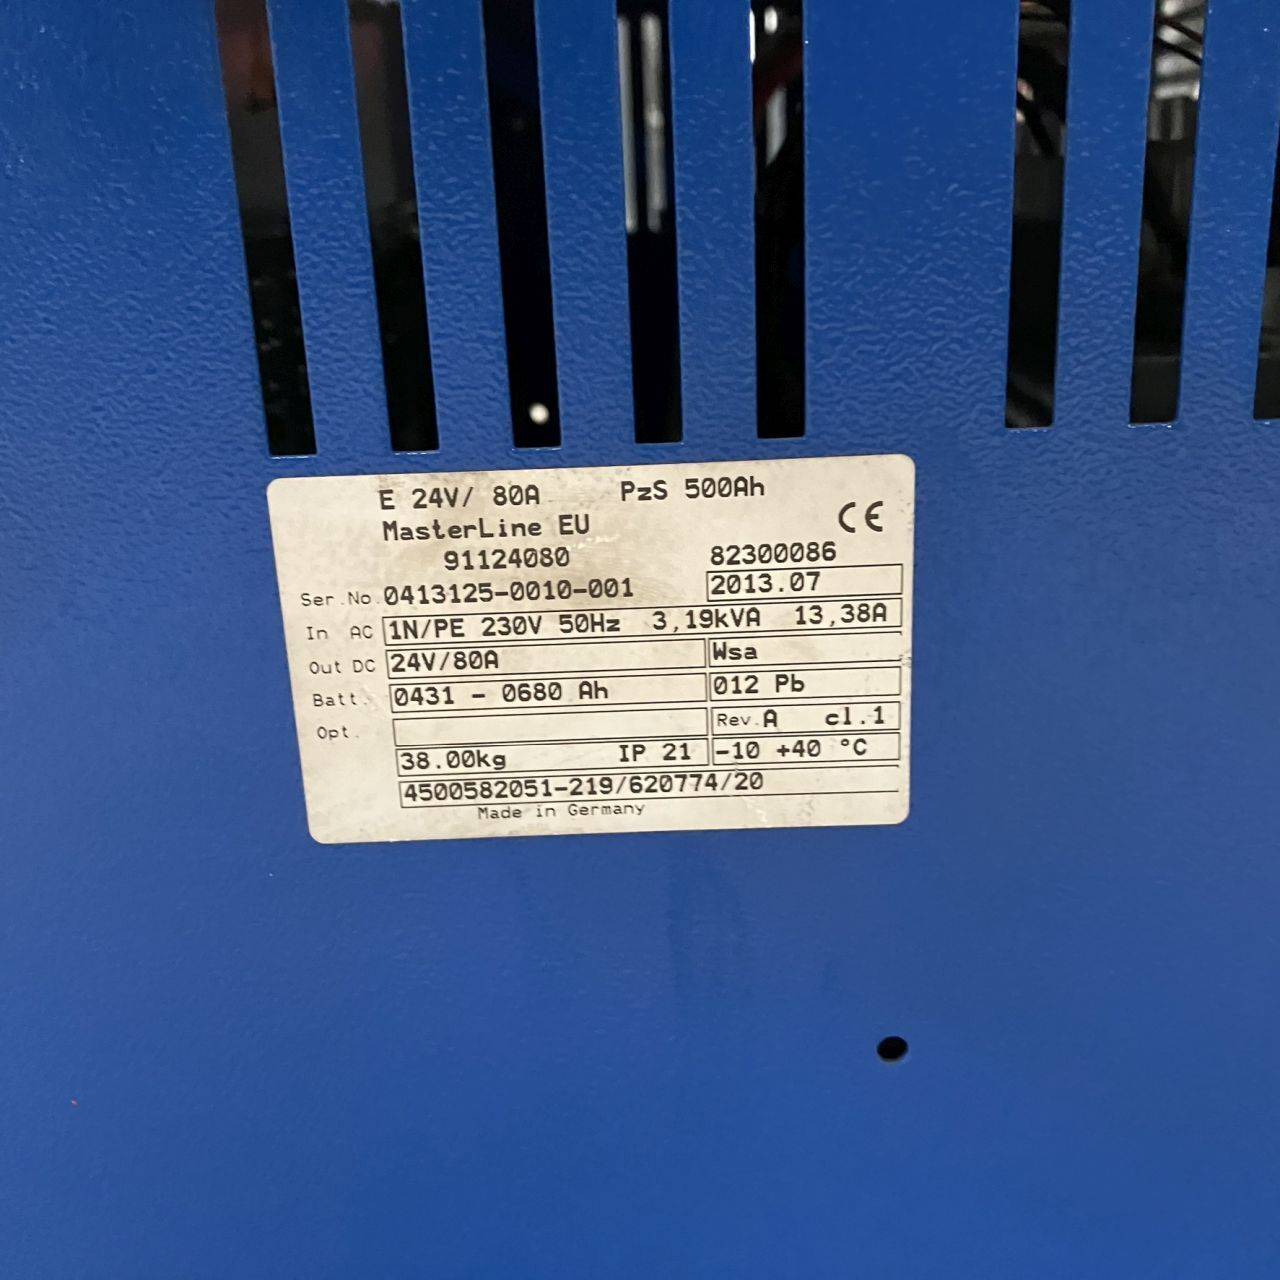 E 24V/ 80A PzS 500Ah
MasterLine EU CE
91124080 82300086
Ser.No. 0413125-0010-001 2013.07
In AC 1N/PE 230V 50Hz 3,19kVA 13,38A
Out DC 24V/80A Wsa
Batt. 0431 - 0680 Ah 012 Pb
Opt. Rev.A cl.1
38.00kg IP 21 -10 +40 °C
4500582051-219/620774/20
Made in Germany